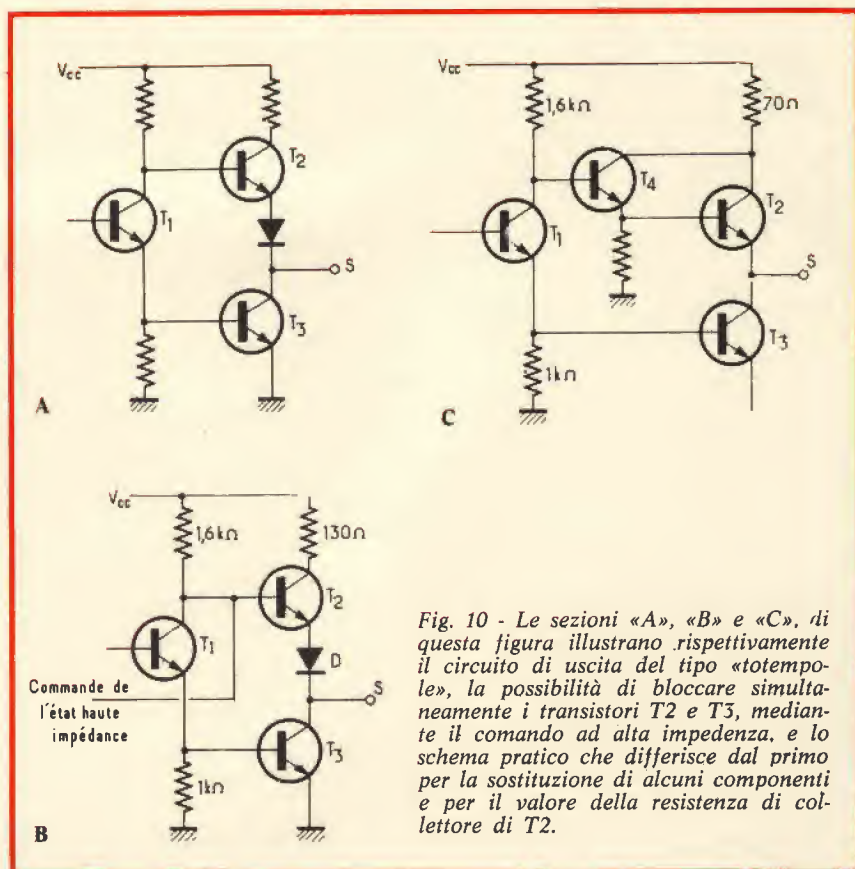 Vcc
T2
T1
S
T3
A
Vcc
1,6kΩ
70Ω
T4
T1
T2
S
T3
1kΩ
C
Vcc
1,6kΩ
130Ω
T2
T1
D
S
Commande de
l'état haute
impédance
T3
1kΩ
B
Fig. 10 - Le sezioni «A», «B» e «C», di
questa figura illustrano rispettivamente
il circuito di uscita del tipo «totempo-
le», la possibilità di bloccare simulta-
neamente i transistori T2 e T3, median-
te il comando ad alta impedenza, e lo
schema pratico che differisce dal primo
per la sostituzione di alcuni componenti
e per il valore della resistenza di col-
lettore di T2.